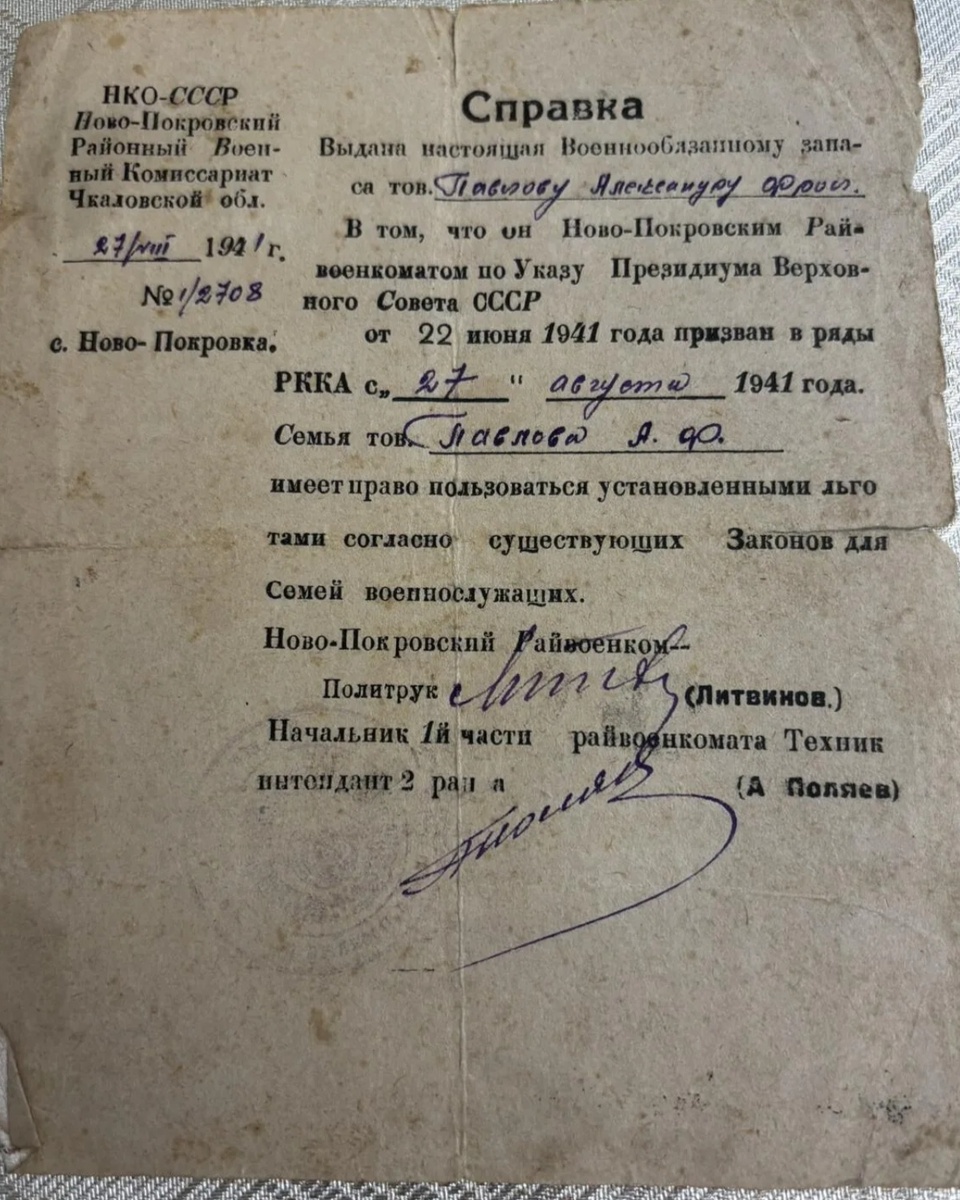 НКО-СССР
Ново-Покровский
Районный Воен-
ный Комиссариат
Чкаловской обл.
27/VIII 1941 г.
№ 1/2708
с. Ново-Покровка.
Справка
Выдана настоящая Военнообязанному запа-
са тов. Павлову Александру
В том, что он Ново-Покровским Рай-
военкоматом по Указу Президиума Верхов-
ного Совета СССР
от 22 июня 1941 года призван в ряды
РККА с „ 27 " августа 1941 года.
Семья тов. Павлова А. Ф.
имеет право пользоваться установленными льго
тами согласно существующих Законов для
Семей военнослужащих.
Ново-Покровский Райвоенком--
Политрук (Литвинов.)
Начальник 1й части райвоенкомата Техник
интендант 2 ран а (А Поляев)